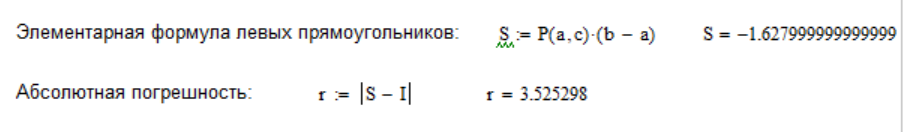 Элементарная формула левых прямоугольников: S := P(a,c)·(b − a) S = −1.627999999999999
Абсолютная погрешность: r := |S − I| r = 3.525298